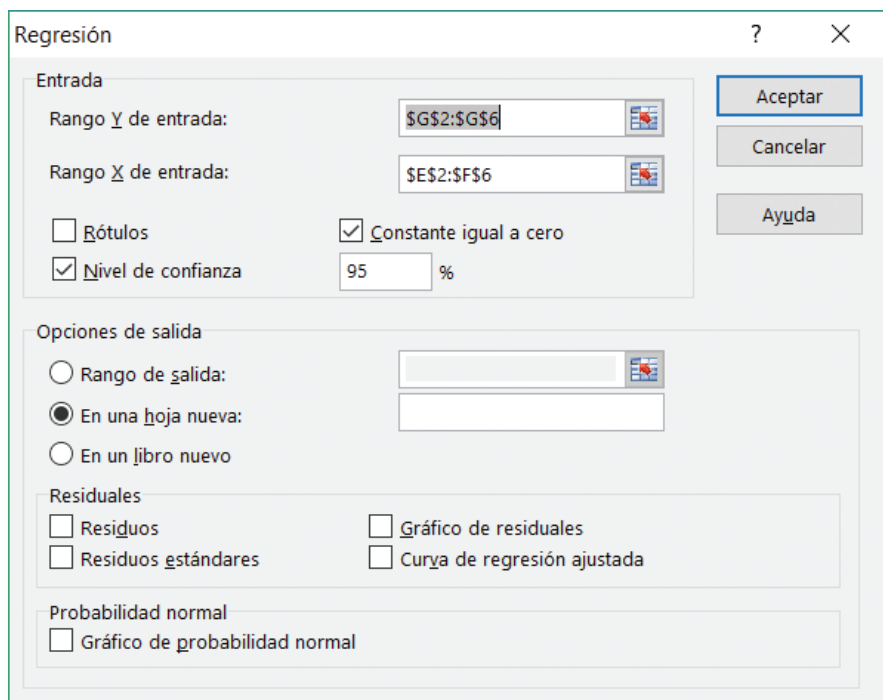 Regresión ? ×
Entrada
Aceptar
Rango Y de entrada: $G$2:$G$6
Cancelar
Rango X de entrada: $E$2:$F$6
Ayuda
Rótulos Constante igual a cero
Nivel de confianza 95 %
Opciones de salida
Rango de salida:
En una hoja nueva:
En un libro nuevo
Residuales
Residuos Gráfico de residuales
Residuos estándares Curva de regresión ajustada
Probabilidad normal
Gráfico de probabilidad normal